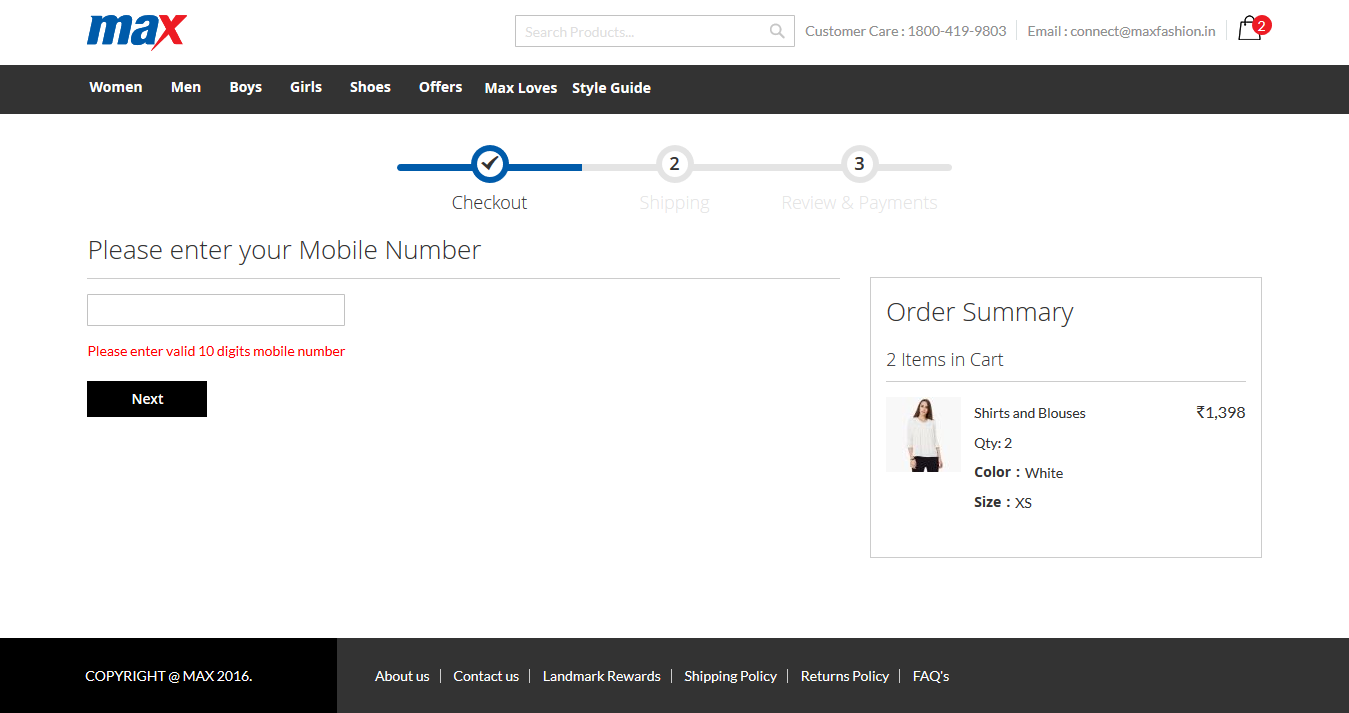 max
Search Products...
Customer Care : 1800-419-9803
Email : connect@maxfashion.in
2
Women Men Boys Girls Shoes Offers Max Loves Style Guide
2 3
Checkout Shipping Review & Payments
Please enter your Mobile Number
Please enter valid 10 digits mobile number
Next
Order Summary
2 Items in Cart
Shirts and Blouses ₹1,398
Qty: 2
Color : White
Size : XS
COPYRIGHT @ MAX 2016.
About us | Contact us | Landmark Rewards | Shipping Policy | Returns Policy | FAQ's